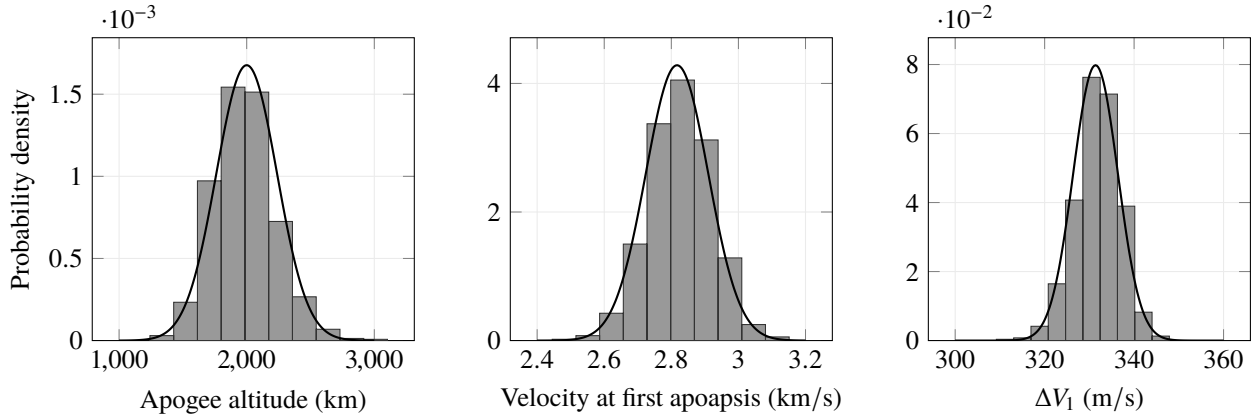 ·10⁻³
Probability density
1.5
1
0.5
0
1,000 2,000 3,000
Apogee altitude (km)
4
2
0
2.4 2.6 2.8 3 3.2
Velocity at first apoapsis (km/s)
·10⁻²
8
6
4
2
0
300 320 340 360
ΔV₁ (m/s)